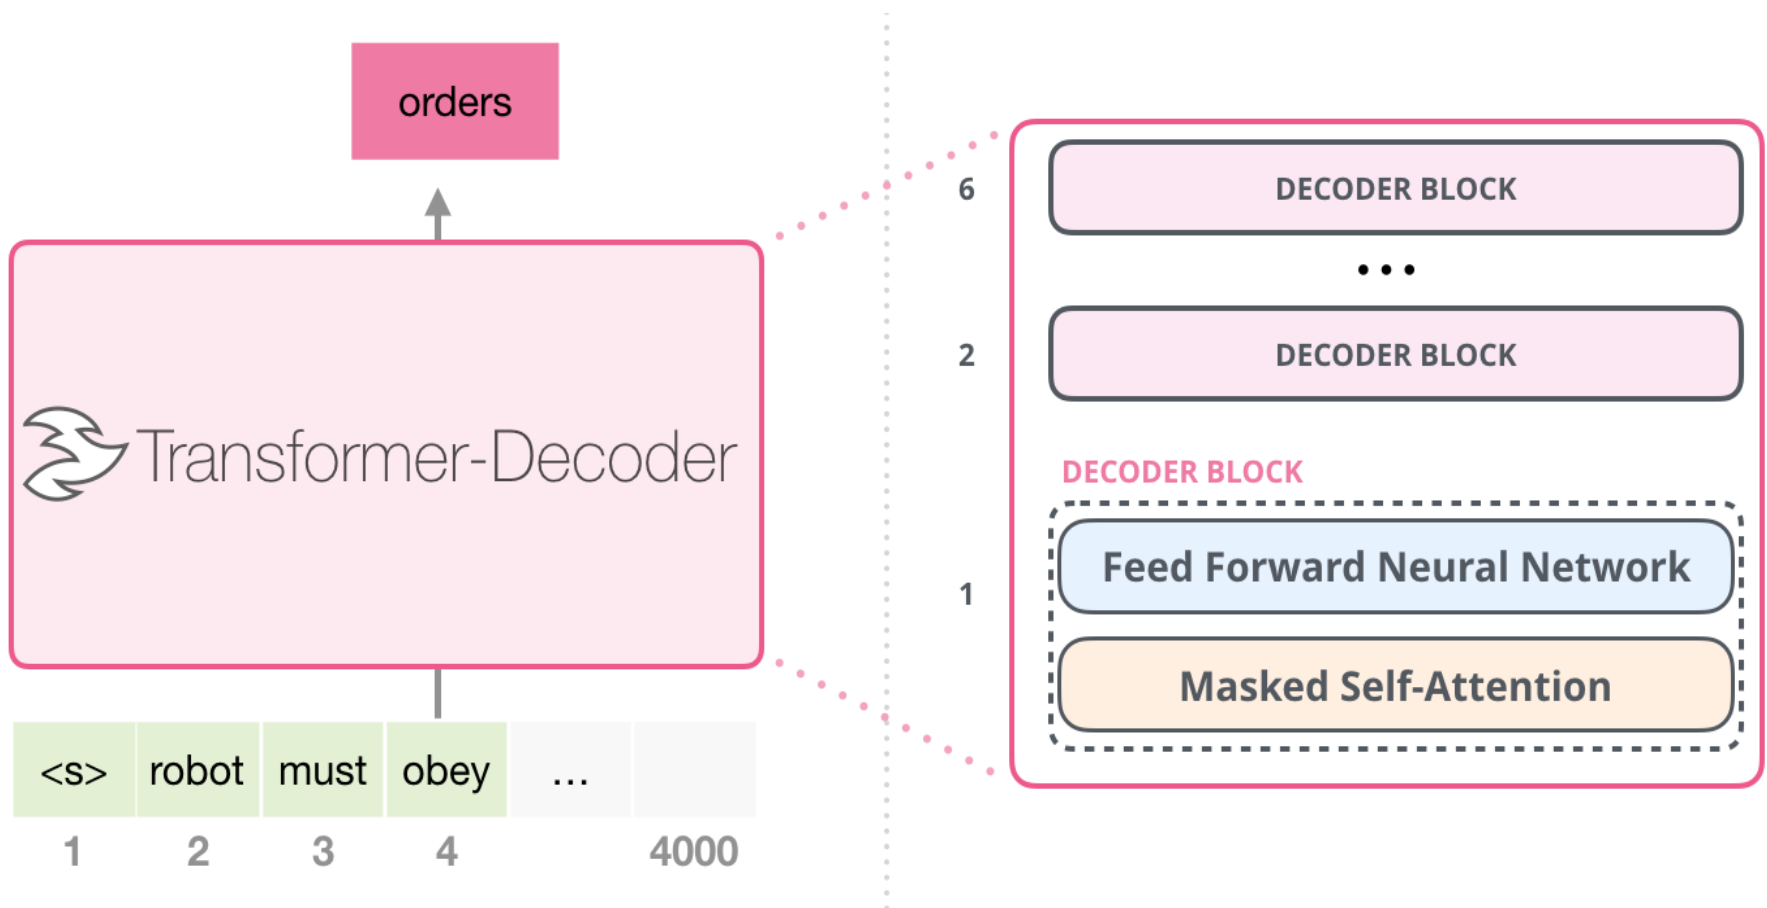 orders
Transformer-Decoder
<s> robot must obey ...
1 2 3 4 4000
6 DECODER BLOCK
...
2 DECODER BLOCK
DECODER BLOCK
Feed Forward Neural Network
1
Masked Self-Attention